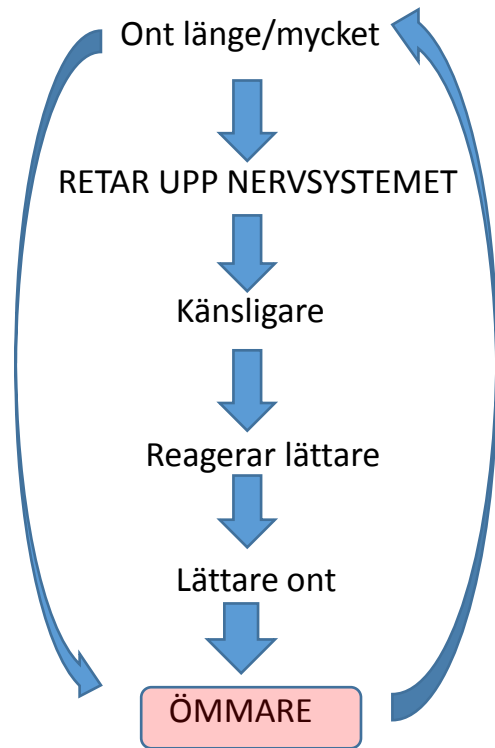 Ont länge/mycket
RETAR UPP NERVSYSTEMET
Känsligare
Reagerar lättare
Lättare ont
ÖMMARE